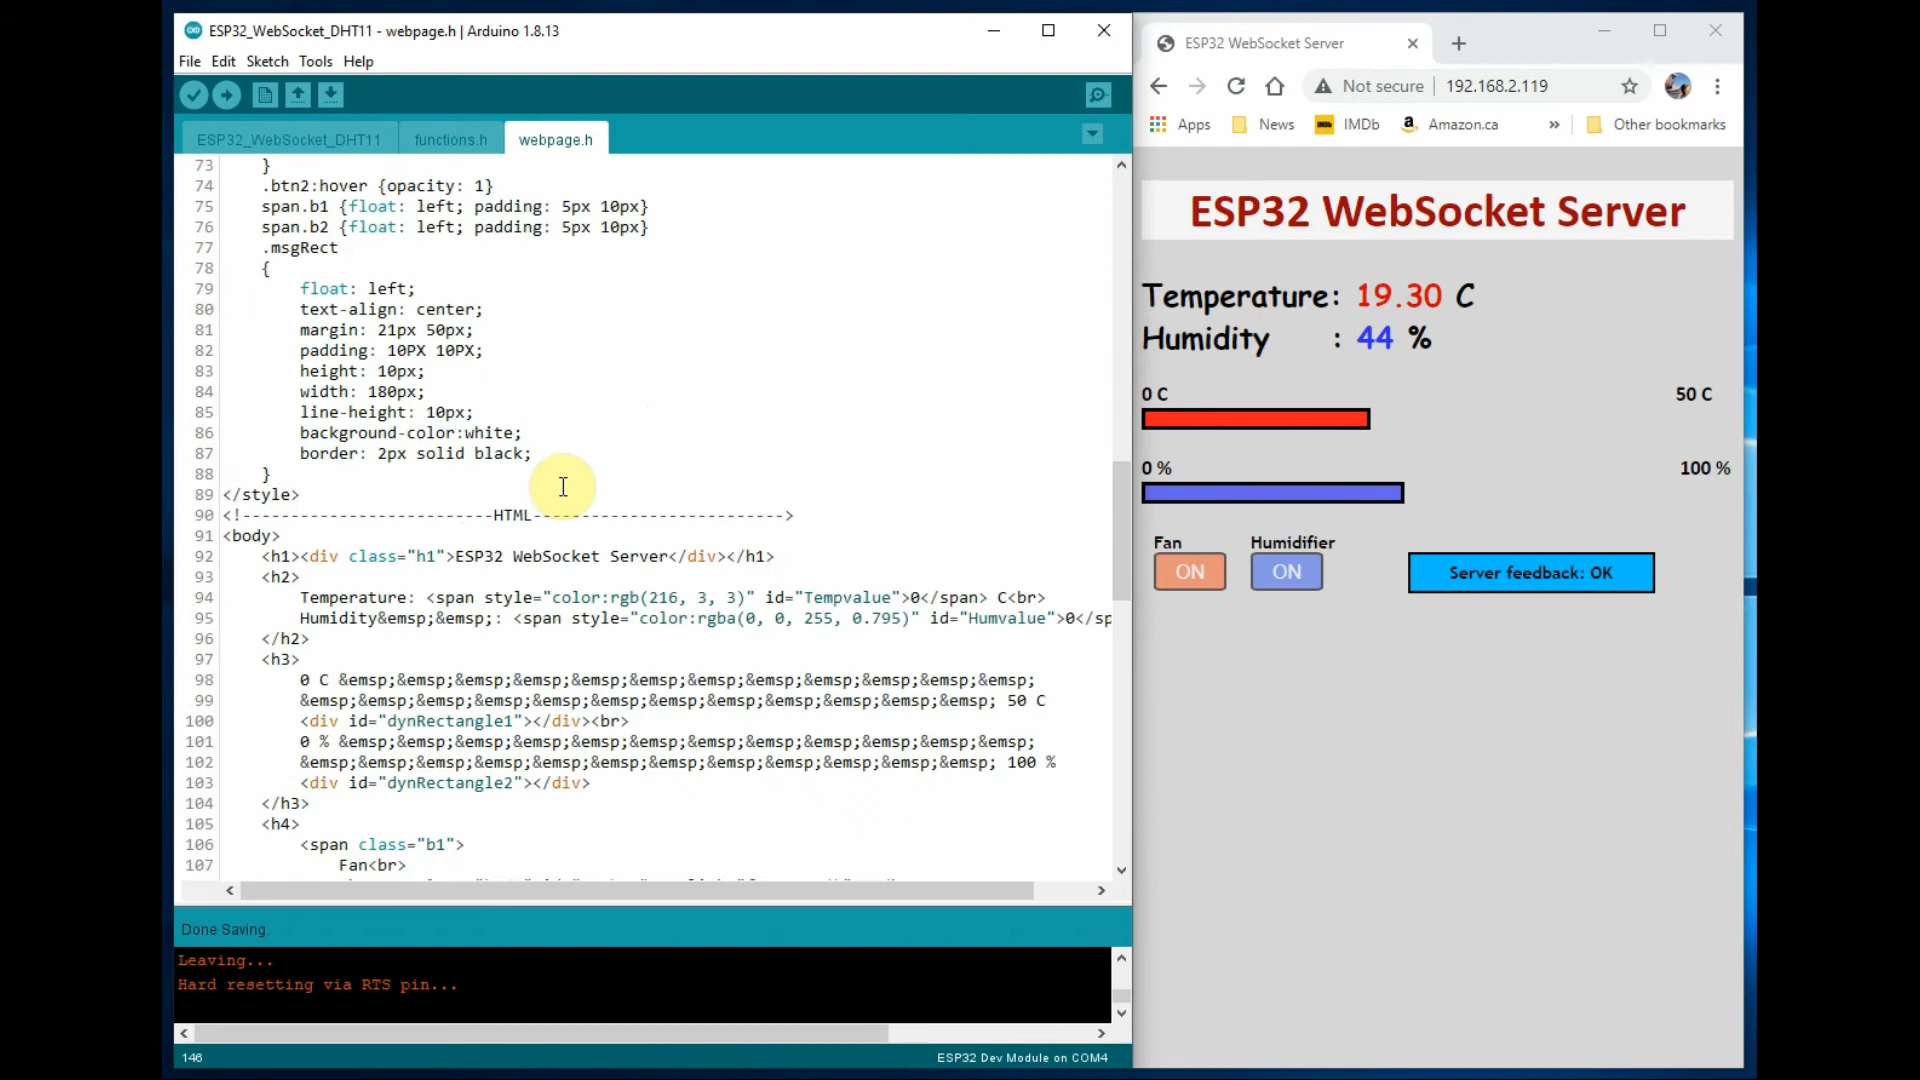 ESP32_WebSocket_DHT11 - webpage.h | Arduino 1.8.13
File Edit Sketch Tools Help
ESP32_WebSocket_DHT11 functions.h webpage.h
73 }
74 .btn2:hover {opacity: 1}
75 span.b1 {float: left; padding: 5px 10px}
76 span.b2 {float: left; padding: 5px 10px}
77 .msgRect
78 {
79 float: left;
80 text-align: center;
81 margin: 21px 50px;
82 padding: 10PX 10PX;
83 height: 10px;
84 width: 180px;
85 line-height: 10px;
86 background-color:white;
87 border: 2px solid black;
88 }
89 </style>
90 <!--------------------------HTML-------------------------->
91 <body>
92 <h1><div class="h1">ESP32 WebSocket Server</div></h1>
93 <h2>
94 Temperature: <span style="color:rgb(216, 3, 3)" id="Tempvalue">0</span> C<br>
95 Humidity&emsp;&emsp;: <span style="color:rgba(0, 0, 255, 0.795)" id="Humvalue">0</sp
96 </h2>
97 <h3>
98 0 C &emsp;&emsp;&emsp;&emsp;&emsp;&emsp;&emsp;&emsp;&emsp;&emsp;&emsp;&emsp;
99 &emsp;&emsp;&emsp;&emsp;&emsp;&emsp;&emsp;&emsp;&emsp;&emsp;&emsp;&emsp; 50 C
100 <div id="dynRectangle1"></div><br>
101 0 % &emsp;&emsp;&emsp;&emsp;&emsp;&emsp;&emsp;&emsp;&emsp;&emsp;&emsp;&emsp;
102 &emsp;&emsp;&emsp;&emsp;&emsp;&emsp;&emsp;&emsp;&emsp;&emsp;&emsp;&emsp; 100 %
103 <div id="dynRectangle2"></div>
104 </h3>
105 <h4>
106 <span class="b1">
107 Fan<br>
Done Saving.
Leaving...
Hard resetting via RTS pin...
146 ESP32 Dev Module on COM4
ESP32 WebSocket Server
Not secure 192.168.2.119
Apps News IMDb Amazon.ca » Other bookmarks
ESP32 WebSocket Server
Temperature: 19.30 C
Humidity : 44 %
0 C 50 C
0 % 100 %
Fan Humidifier
ON ON Server feedback: OK